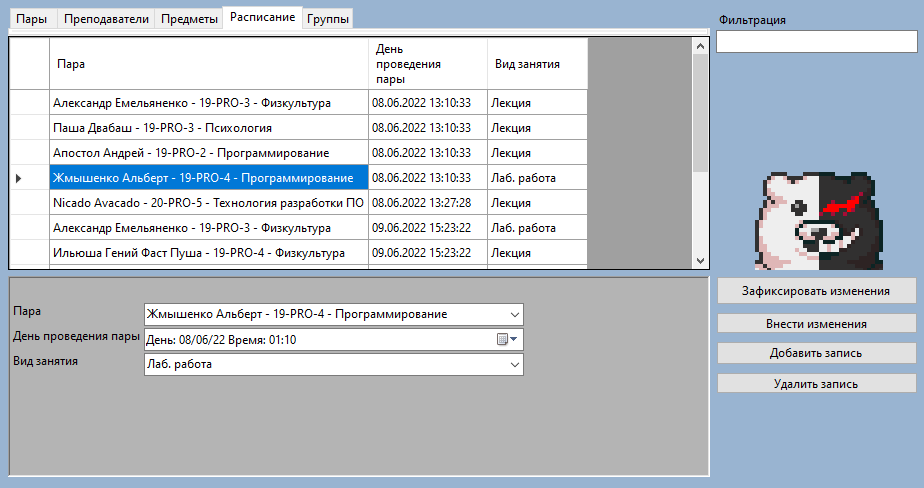 Пары Преподаватели Предметы Расписание Группы
Фильтрация
Пара День проведения пары Вид занятия
Александр Емельяненко - 19-PRO-3 - Физкультура 08.06.2022 13:10:33 Лекция
Паша Двабаш - 19-PRO-3 - Психология 08.06.2022 13:10:33 Лекция
Апостол Андрей - 19-PRO-2 - Программирование 08.06.2022 13:10:33 Лекция
Жмышенко Альберт - 19-PRO-4 - Программирование 08.06.2022 13:10:33 Лаб. работа
Nicado Avacado - 20-PRO-5 - Технология разработки ПО 08.06.2022 13:27:28 Лекция
Александр Емельяненко - 19-PRO-3 - Физкультура 09.06.2022 15:23:22 Лаб. работа
Ильюша Гений Фаст Пуша - 19-PRO-4 - Физкультура 09.06.2022 15:23:22 Лекция
Пара Жмышенко Альберт - 19-PRO-4 - Программирование
День проведения пары День: 08/06/22 Время: 01:10
Вид занятия Лаб. работа
Зафиксировать изменения
Внести изменения
Добавить запись
Удалить запись